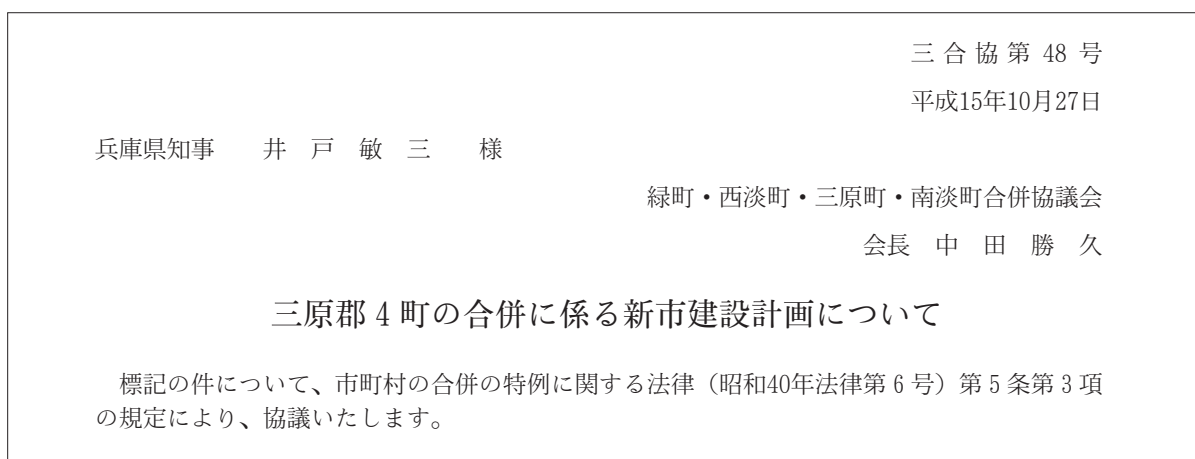 三合協第 48 号
平成15年10月27日
兵庫県知事　　井　戸　敏　三　　様
緑町・西淡町・三原町・南淡町合併協議会
会長　中　田　勝　久
三原郡４町の合併に係る新市建設計画について
　標記の件について、市町村の合併の特例に関する法律（昭和40年法律第６号）第５条第３項
の規定により、協議いたします。